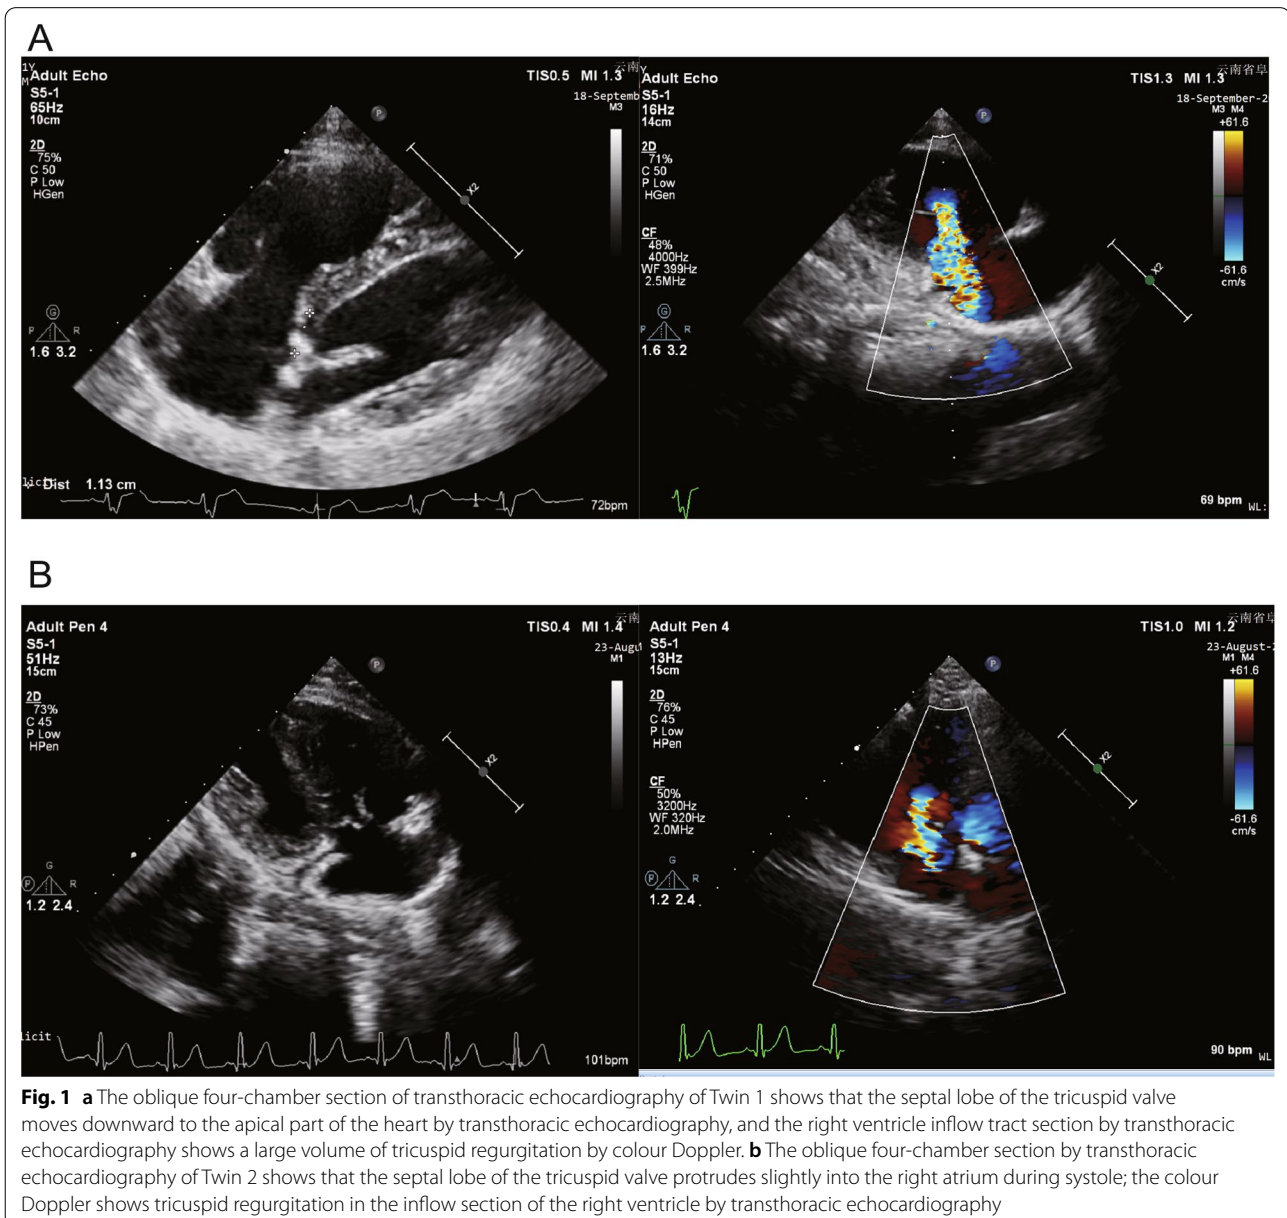 A
1Y
M
Adult Echo
TIS0.5 MI 1.3
云南
S5-1
65Hz
10cm
18-Septemb
M3
2D
75%
C 50
P Low
HGen
P
X2
G
P R
1.6 3.2
licit
Dist 1.13 cm
72bpm
Y
Adult Echo
TIS1.3 MI 1.3
云南省阜
S5-1
16Hz
14cm
18-September-2
M3 M4
+61.6
2D
71%
C 50
P Low
HGen
P
CF
48%
4000Hz
WF 399Hz
2.5MHz
-61.6
cm/s
X2
G
P R
1.6 3.2
69 bpm
WL:
B
Adult Pen 4
TIS0.4 MI 1.4
云南
S5-1
51Hz
15cm
23-Augu
M1
2D
73%
C 45
P Low
HPen
P
X2
G
P R
1.2 2.4
licit
101bpm
Adult Pen 4
TIS1.0 MI 1.2
云南省阜
S5-1
13Hz
15cm
23-August-2
M1 M4
+61.6
2D
76%
C 45
P Low
HPen
P
CF
50%
3200Hz
WF 320Hz
2.0MHz
-61.6
cm/s
X2
G
P R
1.2 2.4
90 bpm
WL
Fig. 1 a The oblique four-chamber section of transthoracic echocardiography of Twin 1 shows that the septal lobe of the tricuspid valve
moves downward to the apical part of the heart by transthoracic echocardiography, and the right ventricle inflow tract section by transthoracic
echocardiography shows a large volume of tricuspid regurgitation by colour Doppler. b The oblique four-chamber section by transthoracic
echocardiography of Twin 2 shows that the septal lobe of the tricuspid valve protrudes slightly into the right atrium during systole; the colour
Doppler shows tricuspid regurgitation in the inflow section of the right ventricle by transthoracic echocardiography